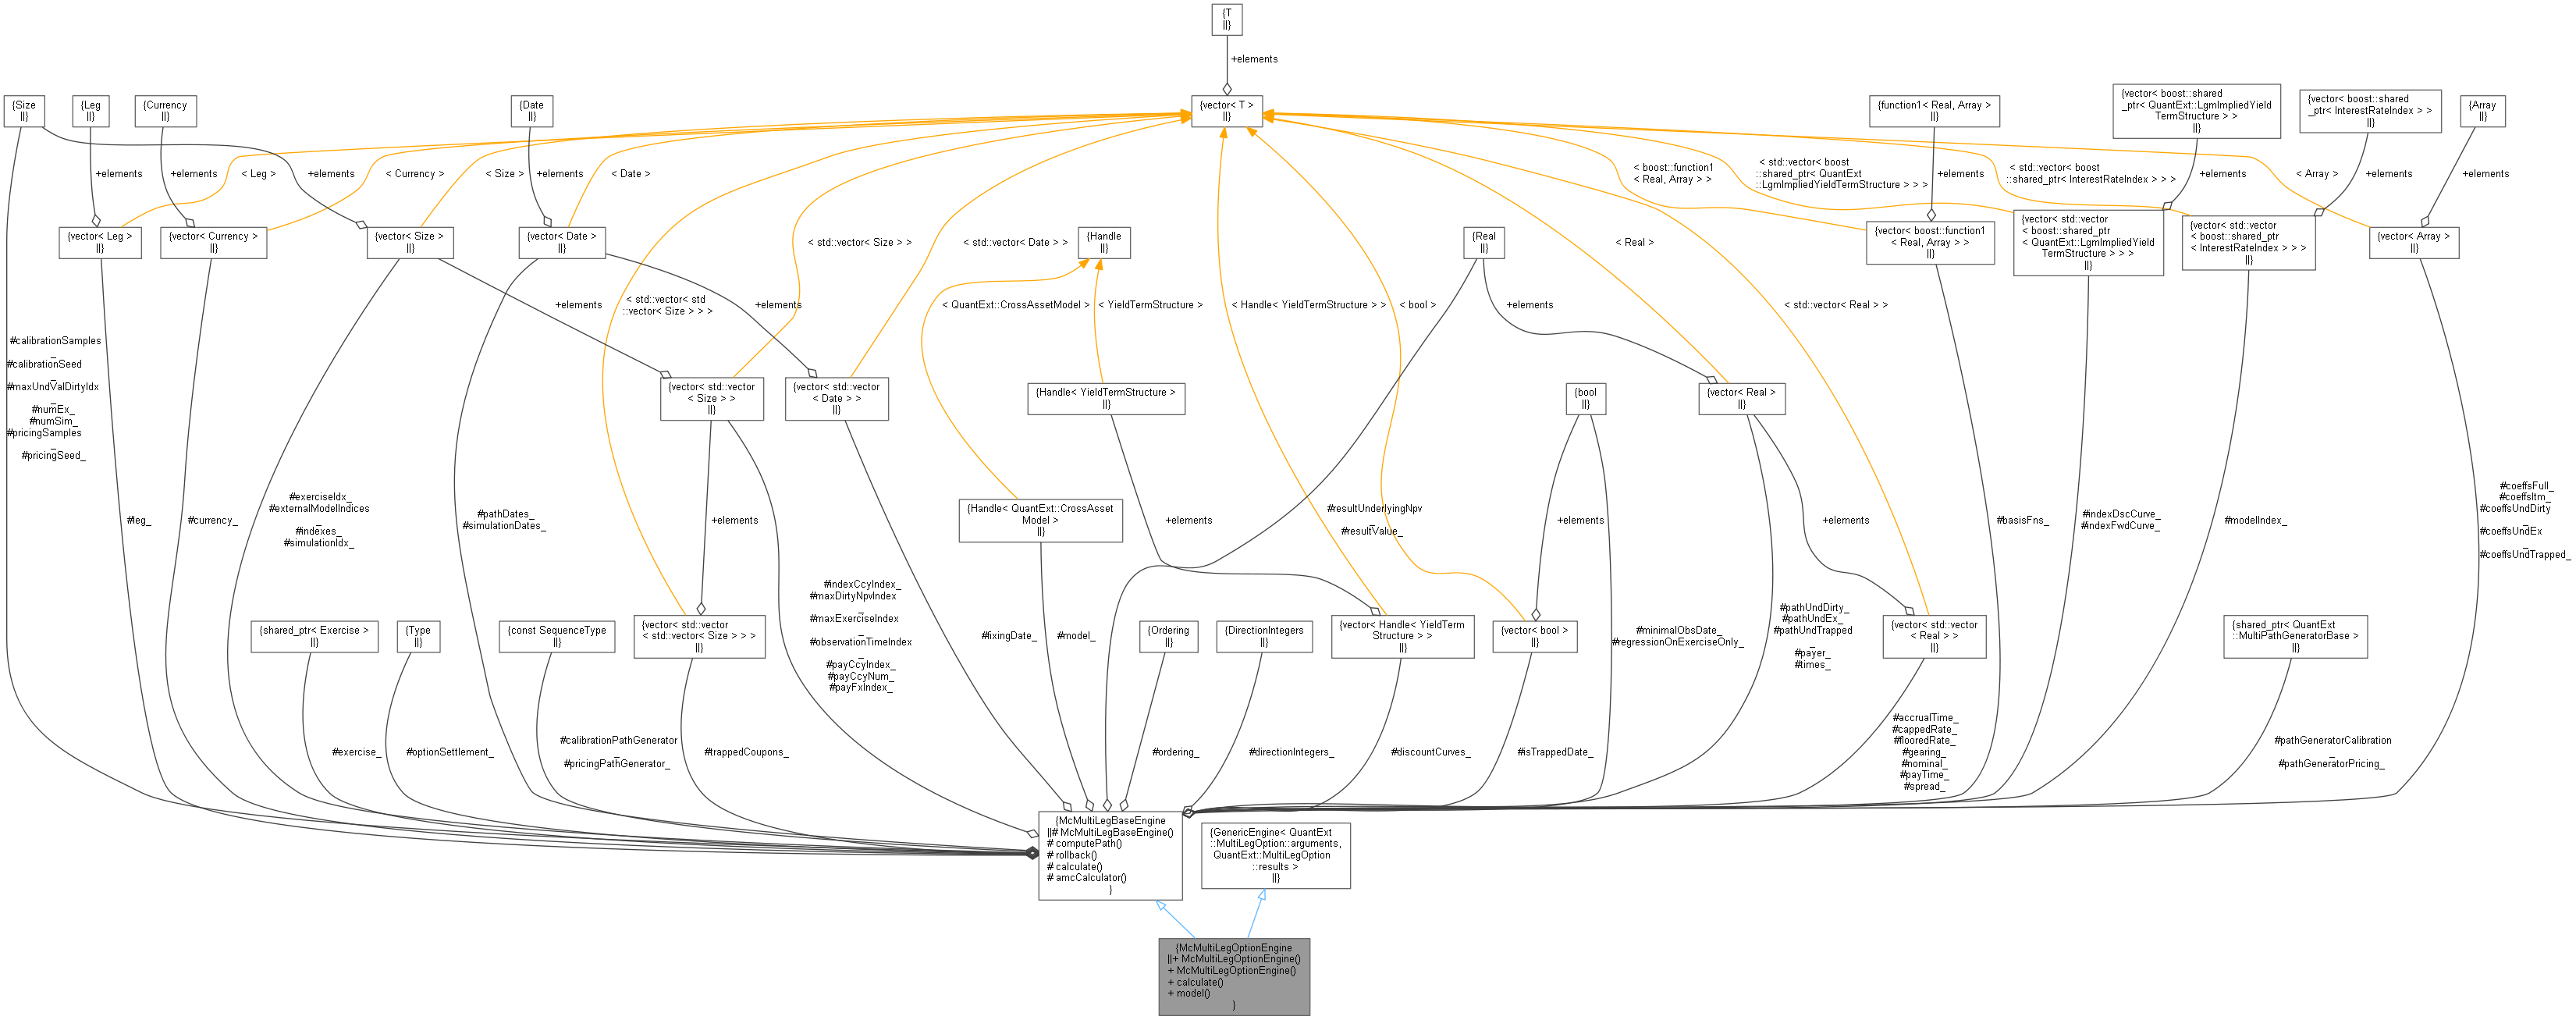 {T
||}
+elements
{Size
||}
{Leg
||}
{Currency
||}
{Date
||}
{vector< T >
||}
{function1< Real, Array >
||}
{vector< boost::shared
_ptr< QuantExt::LgmImpliedYield
TermStructure > >
||}
{vector< boost::shared
_ptr< InterestRateIndex > >
||}
{Array
||}
+elements
< Leg >
+elements
< Currency >
+elements
< Size >
+elements
< Date >
< boost::function1
< Real, Array > >
+elements
< std::vector< boost
::shared_ptr< QuantExt
::LgmImpliedYieldTermStructure > > >
+elements
< std::vector< boost
::shared_ptr< InterestRateIndex > > >
+elements
< Array >
+elements
{vector< Leg >
||}
{vector< Currency >
||}
{vector< Size >
||}
{vector< Date >
||}
< std::vector< Size > >
< std::vector< Date > >
{Handle
||}
{Real
||}
< Real >
{vector< boost::function1
< Real, Array > >
||}
{vector< std::vector
< boost::shared_ptr
< QuantExt::LgmImpliedYield
TermStructure > > >
||}
{vector< std::vector
< boost::shared_ptr
< InterestRateIndex > > >
||}
{vector< Array >
||}
+elements
< std::vector< std
::vector< Size > > >
+elements
< QuantExt::CrossAssetModel >
< YieldTermStructure >
< Handle< YieldTermStructure > >
< bool >
+elements
< std::vector< Real > >
#calibrationSamples
_
#calibrationSeed
_
#maxUndValDirtyIdx
_
#numEx_
#numSim_
#pricingSamples
_
#pricingSeed_
{vector< std::vector
< Size > >
||}
{vector< std::vector
< Date > >
||}
{Handle< YieldTermStructure >
||}
{bool
||}
{vector< Real >
||}
#leg_
#currency_
#exerciseIdx_
#externalModelIndices
_
#indexes_
#simulationIdx_
#pathDates_
#simulationDates_
+elements
{Handle< QuantExt::CrossAsset
Model >
||}
+elements
#resultUnderlyingNpv
_
#resultValue_
+elements
+elements
#basisFns_
#indexDscCurve_
#indexFwdCurve_
#modelIndex_
#coeffsFull_
#coeffsItm_
#coeffsUndDirty
_
#coeffsUndEx
_
#coeffsUndTrapped_
{shared_ptr< Exercise >
||}
{Type
||}
{const SequenceType
||}
{vector< std::vector
< std::vector< Size > > >
||}
#indexCcyIndex_
#maxDirtyNpvIndex
_
#maxExerciseIndex
_
#observationTimeIndex
_
#payCcyIndex_
#payCcyNum_
#payFxIndex_
#fixingDate_
#model_
{Ordering
||}
{DirectionIntegers
||}
{vector< Handle< YieldTerm
Structure > >
||}
{vector< bool >
||}
#minimalObsDate_
#regressionOnExerciseOnly_
#pathUndDirty_
#pathUndEx_
#pathUndTrapped
_
#payer_
#times_
{vector< std::vector
< Real > >
||}
{shared_ptr< QuantExt
::MultiPathGeneratorBase >
||}
#exercise_
#optionSettlement_
#calibrationPathGenerator
_
#pricingPathGenerator_
#trappedCoupons_
#ordering_
#directionIntegers_
#discountCurves_
#isTrappedDate_
#accrualTime_
#cappedRate_
#flooredRate_
#gearing_
#nominal_
#payTime_
#spread_
#pathGeneratorCalibration
_
#pathGeneratorPricing_
{McMultiLegBaseEngine
||# McMultiLegBaseEngine()
# computePath()
# rollback()
# calculate()
# amcCalculator()
}
{GenericEngine< QuantExt
::MultiLegOption::arguments,
QuantExt::MultiLegOption
::results >
||}
{McMultiLegOptionEngine
||+ McMultiLegOptionEngine()
+ McMultiLegOptionEngine()
+ calculate()
+ model()
}